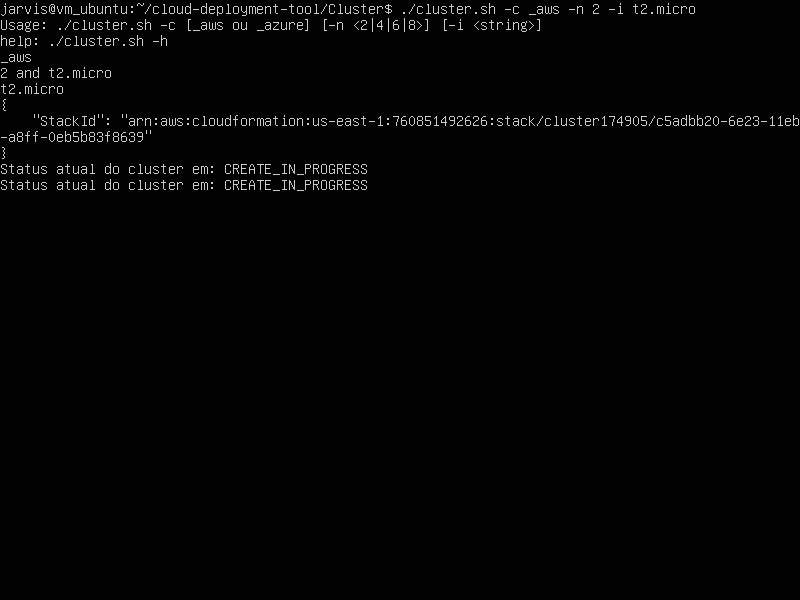 jarvis@vm_ubuntu:~/cloud-deployment-tool/Cluster$ ./cluster.sh -c _aws -n 2 -i t2.micro
Usage: ./cluster.sh -c [_aws ou _azure] [-n <2|4|6|8>] [-i <string>]
help: ./cluster.sh -h
_aws
2 and t2.micro
t2.micro
{
    "StackId": "arn:aws:cloudformation:us-east-1:760851492626:stack/cluster174905/c5adbb20-6e23-11eb
-a8ff-0eb5b83f8639"
}
Status atual do cluster em: CREATE_IN_PROGRESS
Status atual do cluster em: CREATE_IN_PROGRESS